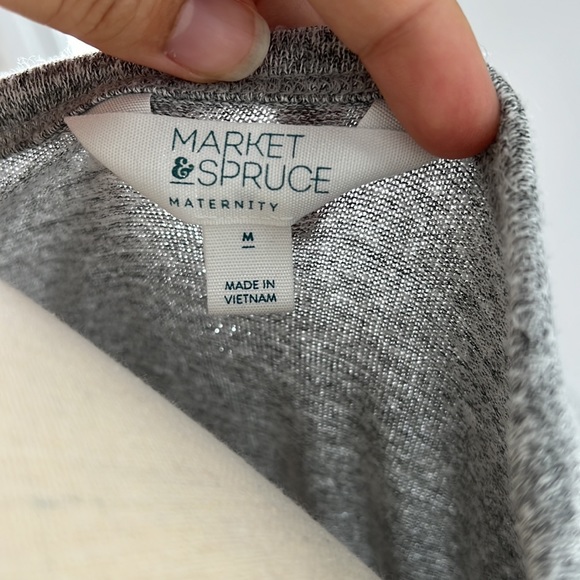 MARKET
&SPRUCE
MATERNITY
M
MADE IN
VIETNAM